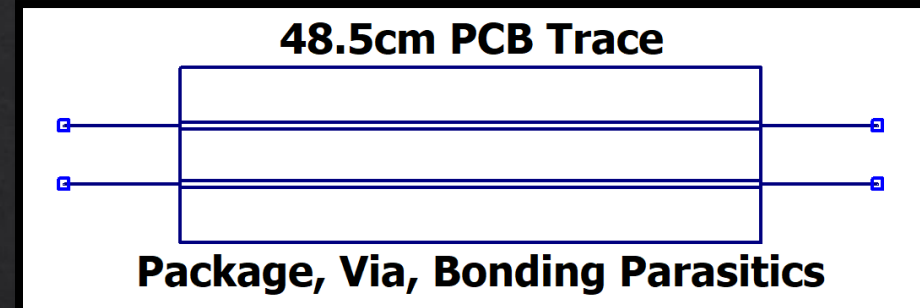 48.5cm PCB Trace
Package, Via, Bonding Parasitics